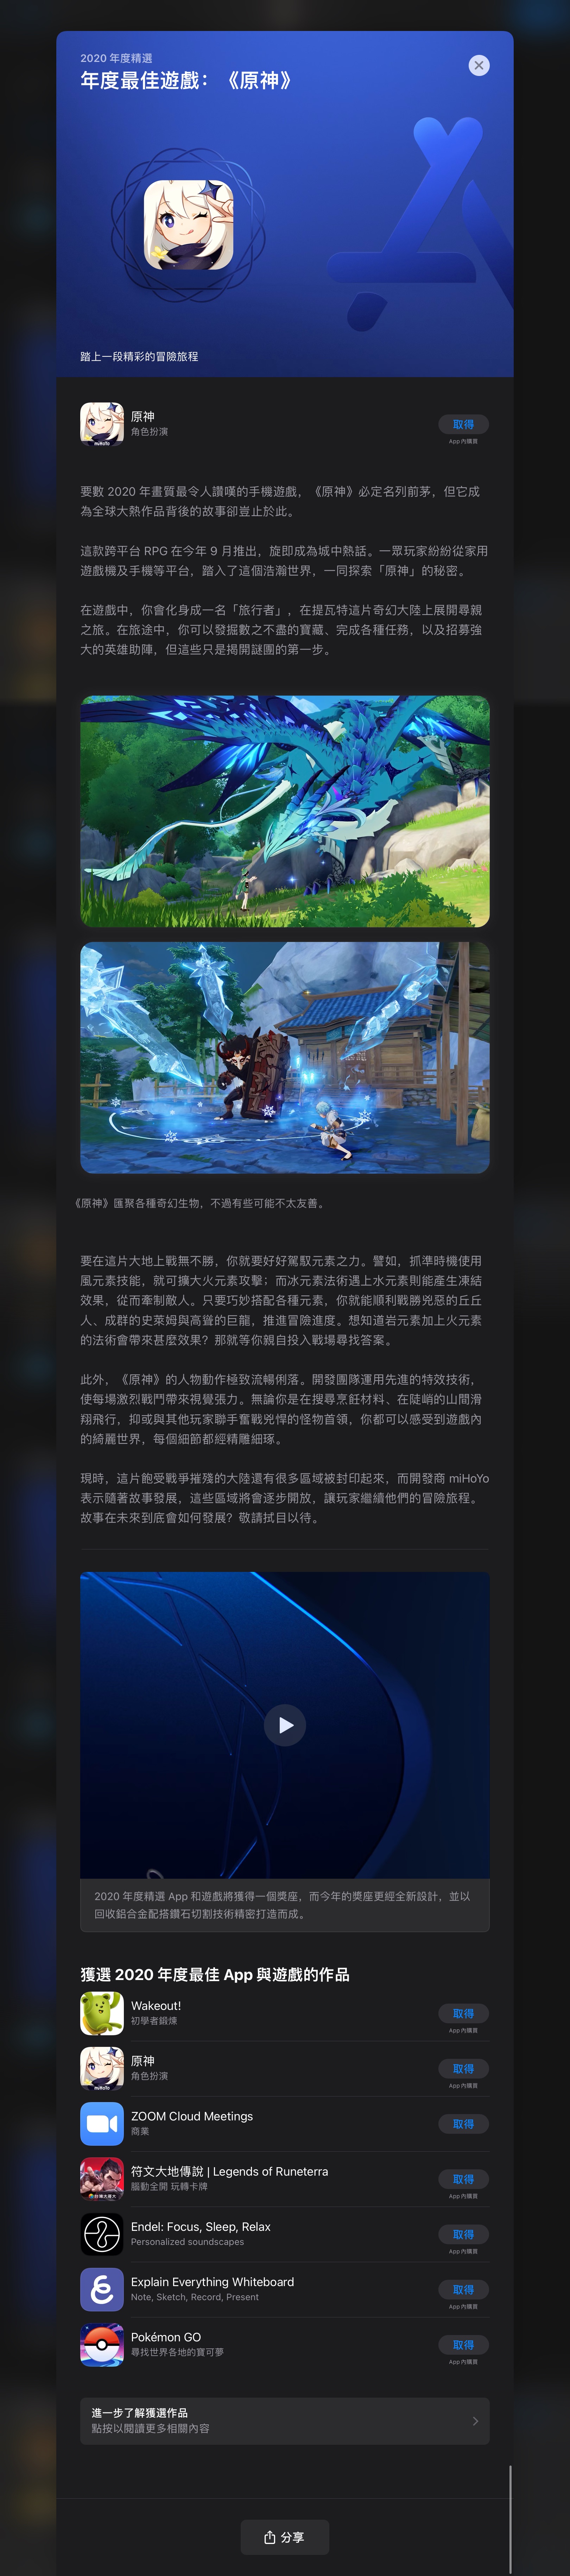 2020 年度精選
年度最佳遊戲：《原神》
踏上一段精彩的冒險旅程
原神
角色扮演
取得
App 內購買
miHoYo
要數 2020 年畫質最令人讚嘆的手機遊戲，《原神》必定名列前茅，但它成
為全球大熱作品背後的故事卻豈止於此。
這款跨平台 RPG 在今年 9 月推出，旋即成為城中熱話。一眾玩家紛紛從家用
遊戲機及手機等平台，踏入了這個浩瀚世界，一同探索「原神」的秘密。
在遊戲中，你會化身成一名「旅行者」，在提瓦特這片奇幻大陸上展開尋親
之旅。在旅途中，你可以發掘數之不盡的寶藏、完成各種任務，以及招募強
大的英雄助陣，但這些只是揭開謎團的第一步。
《原神》匯聚各種奇幻生物，不過有些可能不太友善。
要在這片大地上戰無不勝，你就要好好駕馭元素之力。譬如，抓準時機使用
風元素技能，就可擴大火元素攻擊；而冰元素法術遇上水元素則能產生凍結
效果，從而牽制敵人。只要巧妙搭配各種元素，你就能順利戰勝兇惡的丘丘
人、成群的史萊姆與高聳的巨龍，推進冒險進度。想知道岩元素加上火元素
的法術會帶來甚麼效果？那就等你親自投入戰場尋找答案。
此外，《原神》的人物動作極致流暢俐落。開發團隊運用先進的特效技術，
使每場激烈戰鬥帶來視覺張力。無論你是在搜尋烹飪材料、在陡峭的山間滑
翔飛行，抑或與其他玩家聯手奮戰兇悍的怪物首領，你都可以感受到遊戲內
的綺麗世界，每個細節都經精雕細琢。
現時，這片飽受戰爭摧殘的大陸還有很多區域被封印起來，而開發商 miHoYo
表示隨著故事發展，這些區域將會逐步開放，讓玩家繼續他們的冒險旅程。
故事在未來到底會如何發展？敬請拭目以待。
2020 年度精選 App 和遊戲將獲得一個獎座，而今年的獎座更經全新設計，並以
回收鋁合金配搭鑽石切割技術精密打造而成。
獲選 2020 年度最佳 App 與遊戲的作品
Wakeout!
初學者鍛煉
取得
App 內購買
原神
角色扮演
取得
App 內購買
miHoYo
ZOOM Cloud Meetings
商業
取得
符文大地傳說 | Legends of Runeterra
腦動全開 玩轉卡牌
取得
App 內購買
Endel: Focus, Sleep, Relax
Personalized soundscapes
取得
App 內購買
Explain Everything Whiteboard
Note, Sketch, Record, Present
取得
App 內購買
Pokémon GO
尋找世界各地的寶可夢
取得
App 內購買
進一步了解獲選作品
點按以閱讀更多相關內容
分享